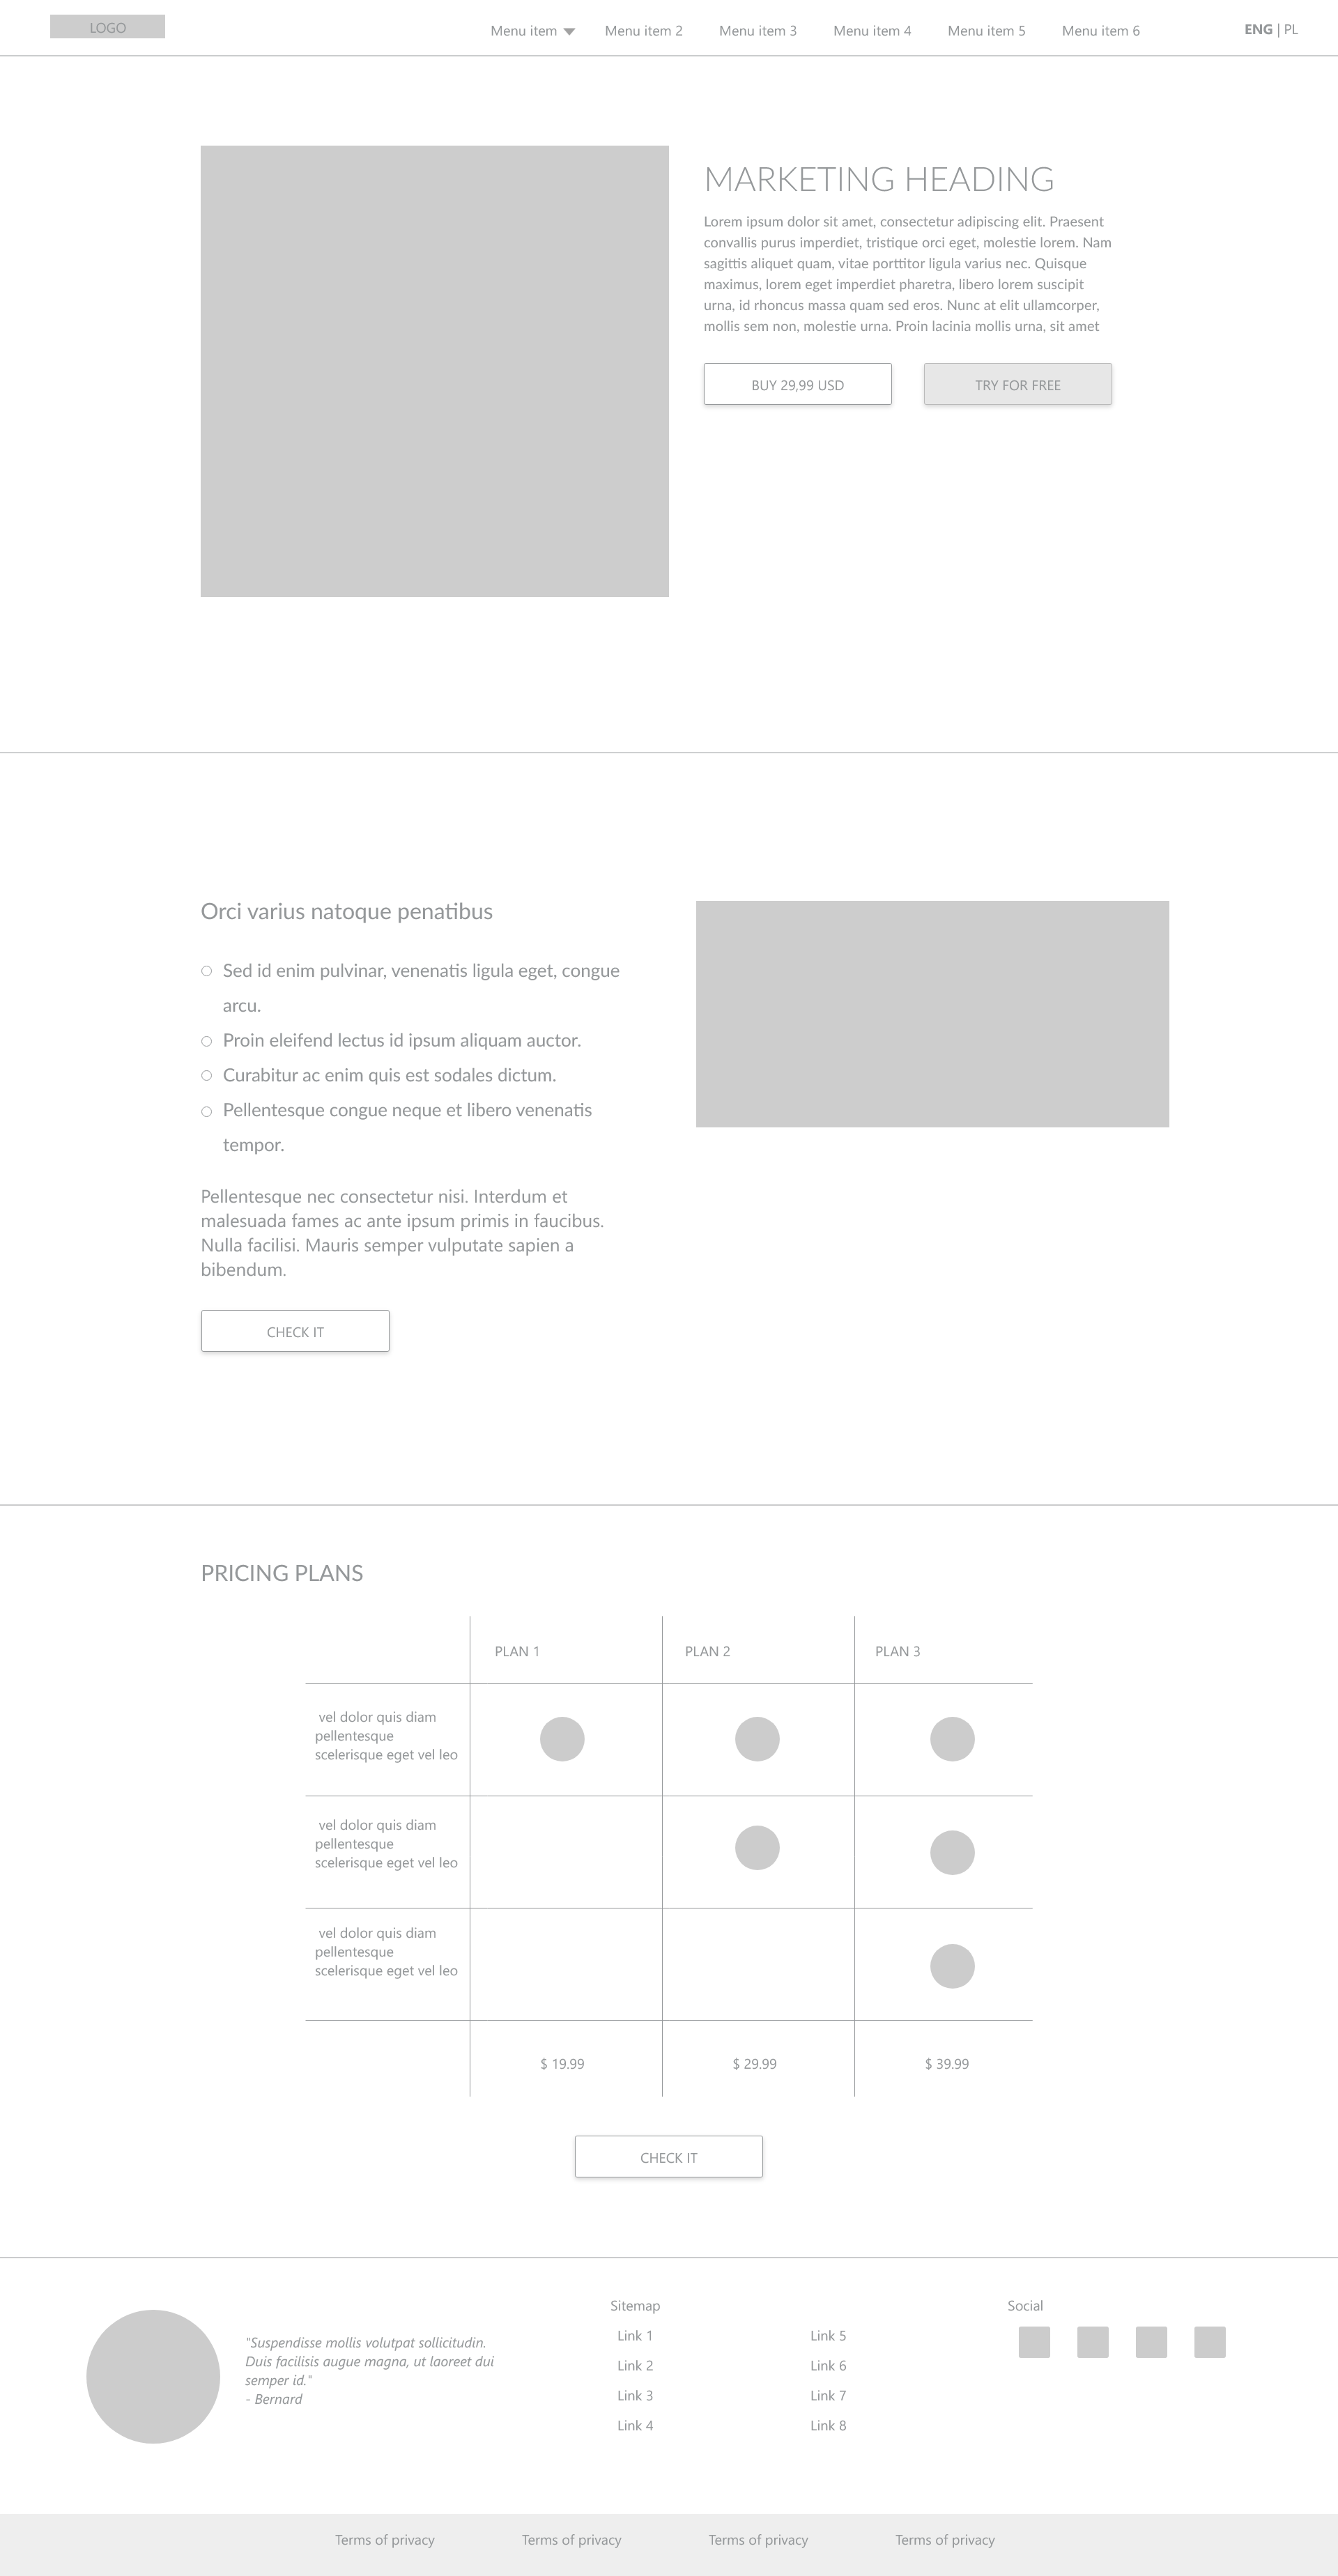 LOGO
Menu item
Menu item 2
Menu item 3
Menu item 4
Menu item 5
Menu item 6
ENG | PL
MARKETING HEADING
Lorem ipsum dolor sit amet, consectetur adipiscing elit. Praesent
convallis purus imperdiet, tristique orci eget, molestie lorem. Nam
sagittis aliquet quam, vitae porttitor ligula varius nec. Quisque
maximus, lorem eget imperdiet pharetra, libero lorem suscipit
urna, id rhoncus massa quam sed eros. Nunc at elit ullamcorper,
mollis sem non, molestie urna. Proin lacinia mollis urna, sit amet
BUY 29,99 USD
TRY FOR FREE
Orci varius natoque penatibus
Sed id enim pulvinar, venenatis ligula eget, congue
arcu.
Proin eleifend lectus id ipsum aliquam auctor.
Curabitur ac enim quis est sodales dictum.
Pellentesque congue neque et libero venenatis
tempor.
Pellentesque nec consectetur nisi. Interdum et
malesuada fames ac ante ipsum primis in faucibus.
Nulla facilisi. Mauris semper vulputate sapien a
bibendum.
CHECK IT
PRICING PLANS
PLAN 1
PLAN 2
PLAN 3
vel dolor quis diam
pellentesque
scelerisque eget vel leo
vel dolor quis diam
pellentesque
scelerisque eget vel leo
vel dolor quis diam
pellentesque
scelerisque eget vel leo
$ 19.99
$ 29.99
$ 39.99
CHECK IT
"Suspendisse mollis volutpat sollicitudin.
Duis facilisis augue magna, ut laoreet dui
semper id."
- Bernard
Sitemap
Link 1
Link 2
Link 3
Link 4
Link 5
Link 6
Link 7
Link 8
Social
Terms of privacy
Terms of privacy
Terms of privacy
Terms of privacy